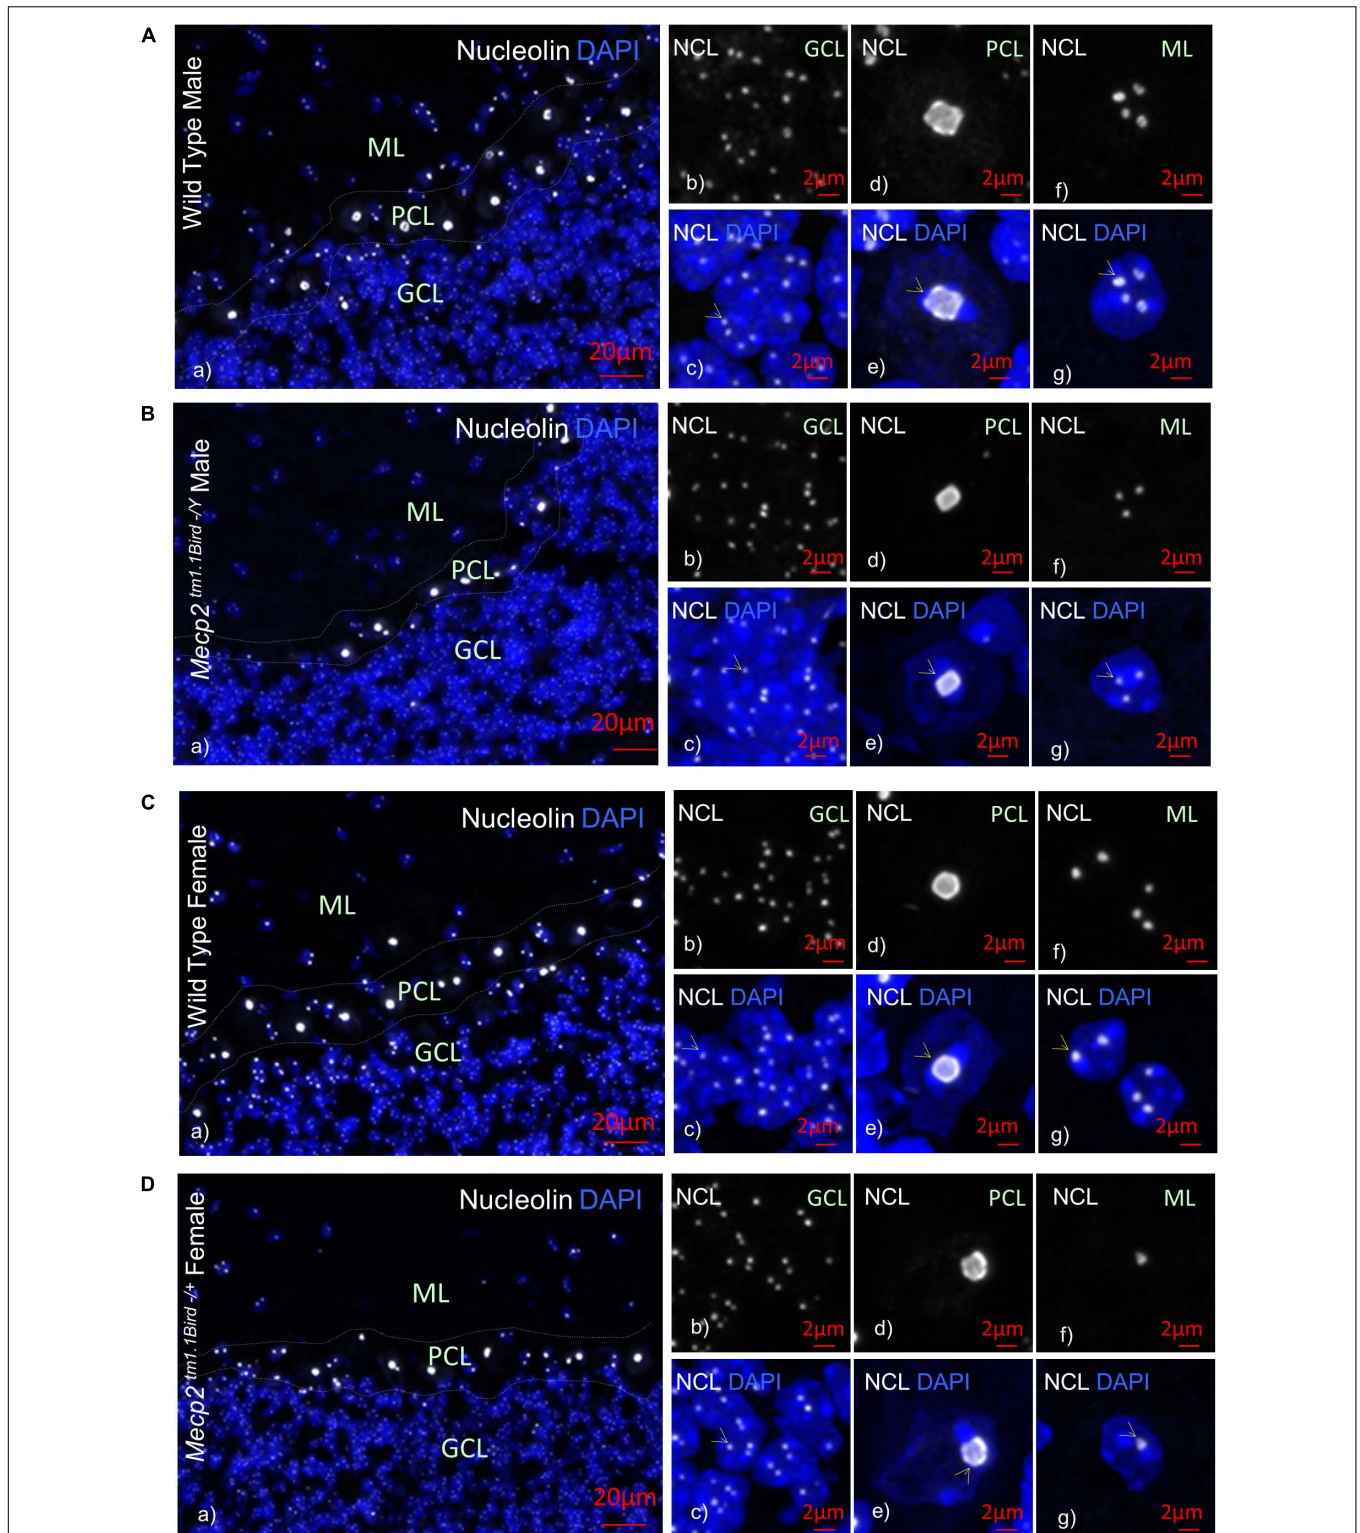 A
Wild Type Male
Nucleolin DAPI
ML
PCL
GCL
20µm
a)
NCL GCL
b) 2µm
NCL PCL
d) 2µm
NCL ML
f) 2µm
NCL DAPI
c) 2µm
NCL DAPI
e) 2µm
NCL DAPI
g) 2µm
B
Mecp2 tm1.1Bird -/Y Male
Nucleolin DAPI
ML
PCL
GCL
20µm
a)
NCL GCL
b) 2µm
NCL PCL
d) 2µm
NCL ML
f) 2µm
NCL DAPI
c) 2µm
NCL DAPI
e) 2µm
NCL DAPI
g) 2µm
C
Wild Type Female
Nucleolin DAPI
ML
PCL
GCL
20µm
a)
NCL GCL
b) 2µm
NCL PCL
d) 2µm
NCL ML
f) 2µm
NCL DAPI
c) 2µm
NCL DAPI
e) 2µm
NCL DAPI
g) 2µm
D
Mecp2 tm1.1Bird -/+ Female
Nucleolin DAPI
ML
PCL
GCL
20µm
a)
NCL GCL
b) 2µm
NCL PCL
d) 2µm
NCL ML
f) 2µm
NCL DAPI
c) 2µm
NCL DAPI
e) 2µm
NCL DAPI
g) 2µm